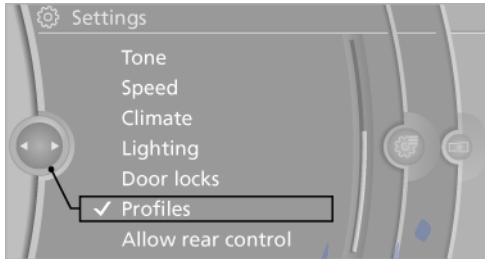 Settings
Tone
Speed
Climate
Lighting
Door locks
Profiles
Allow rear control